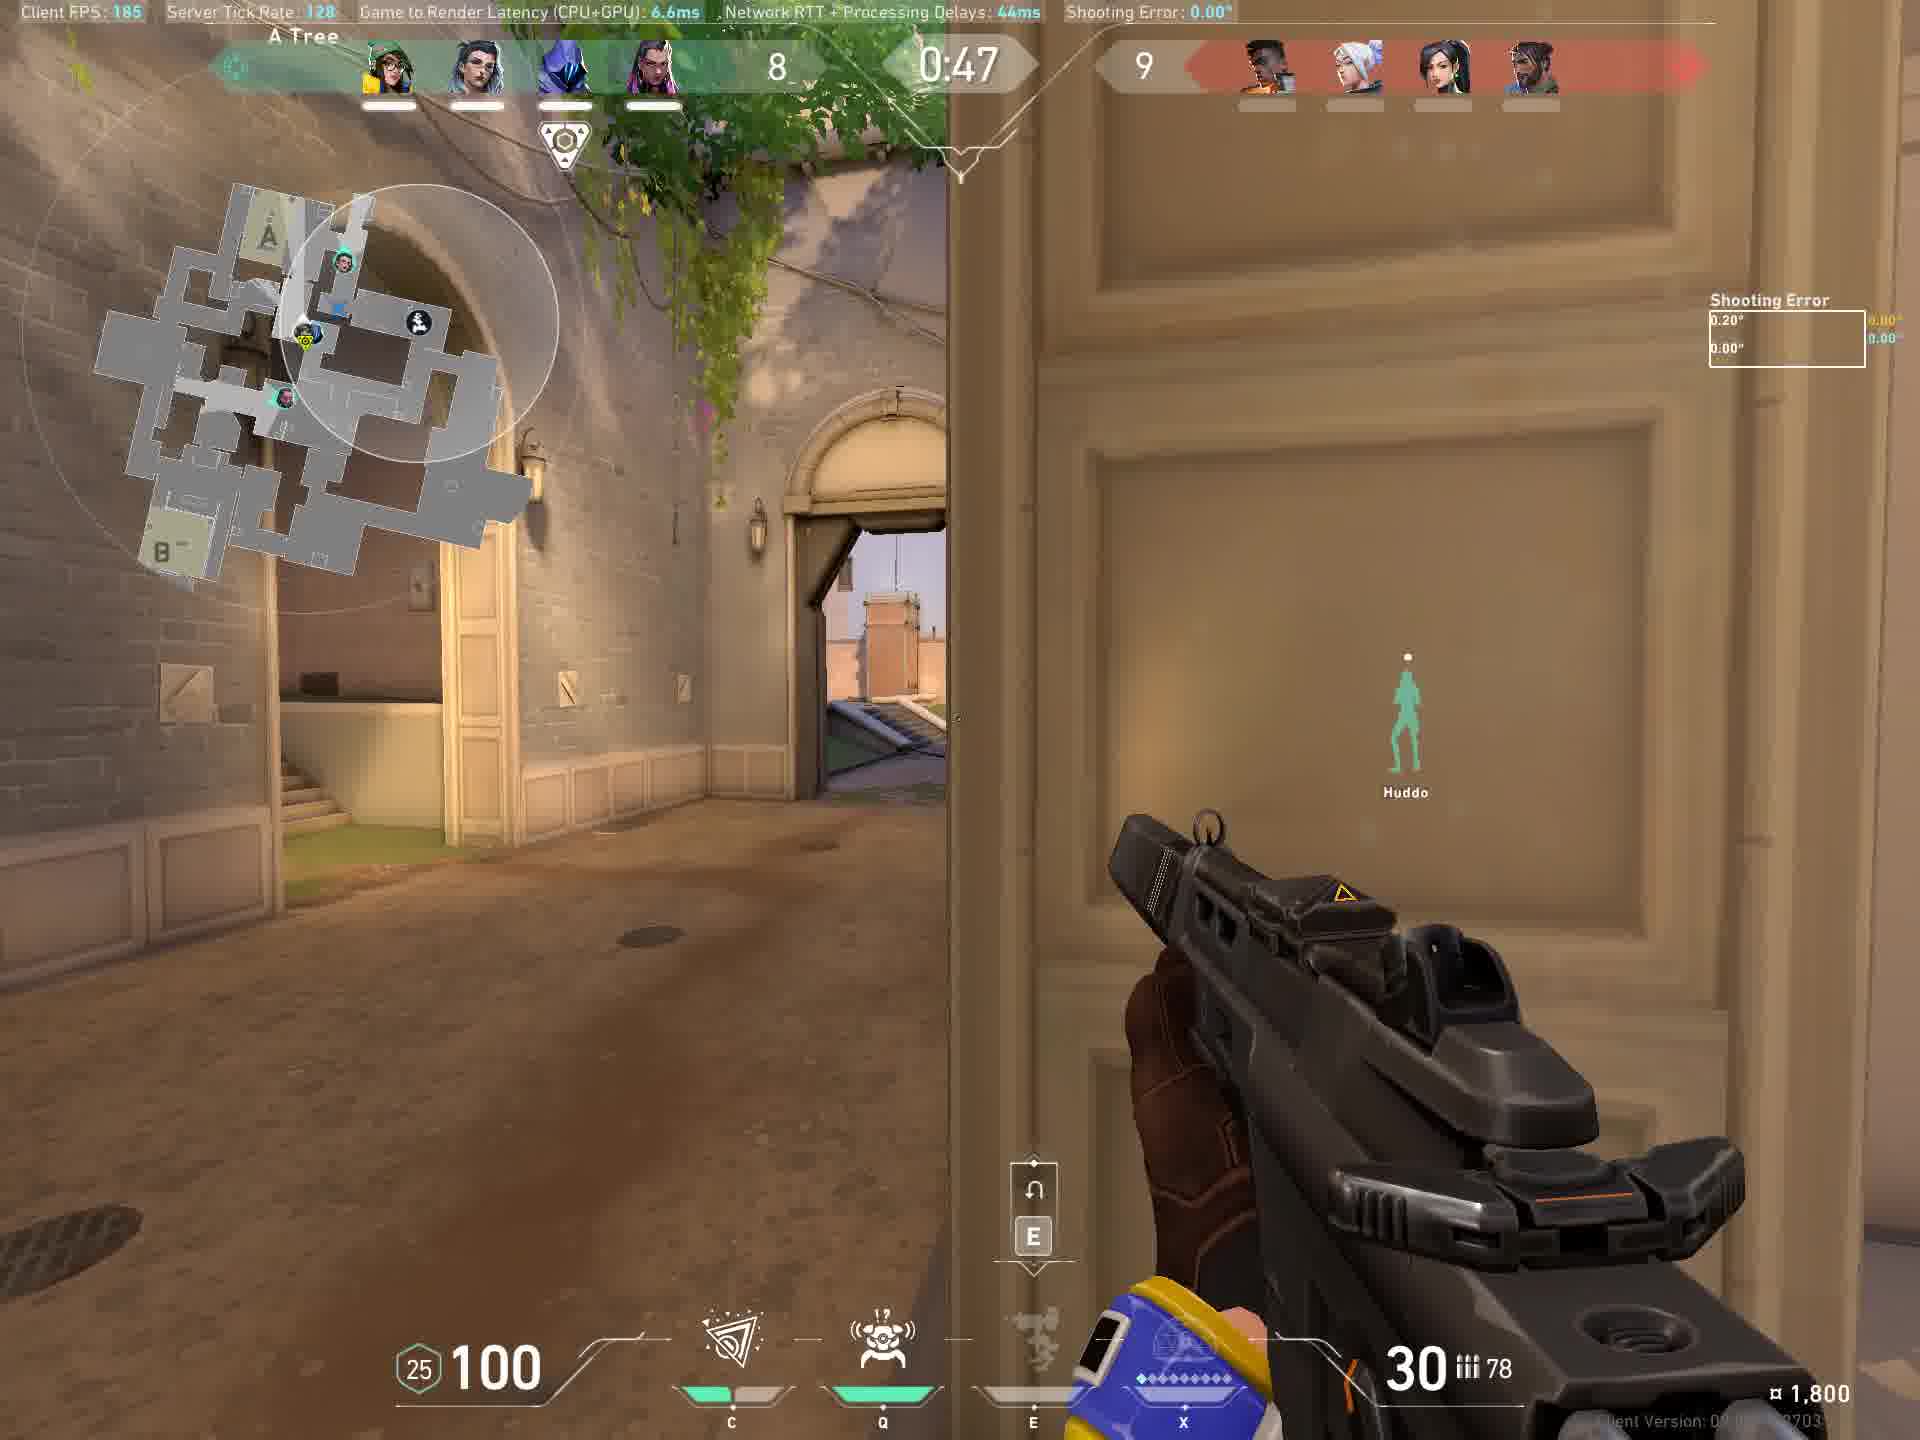 Client FPS: 185 Server Tick Rate: 128 Game to Render Latency (CPU+GPU): 6.6ms Network RTT + Processing Delays: 44ms Shooting Error: 0.00°
A Tree
8 0:47 9
A
B
Shooting Error
0.20° 0.00°
0.00° 0.00°
Huddo
E
25 100
30 78
¤ 1,800
C Q E X
Client Version: